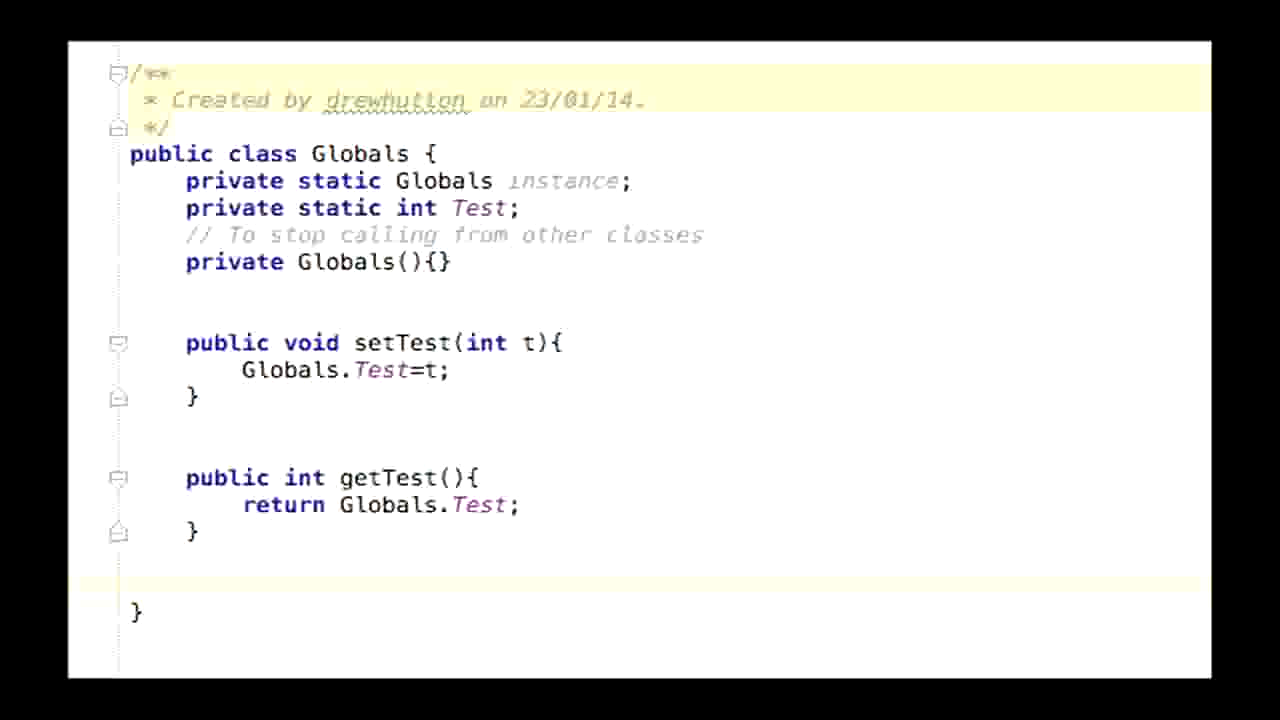 /**
 * Created by drewhutton on 23/01/14.
 */
public class Globals {
    private static Globals instance;
    private static int Test;
    // To stop calling from other classes
    private Globals(){}
    public void setTest(int t){
        Globals.Test=t;
    }
    public int getTest(){
        return Globals.Test;
    }
}